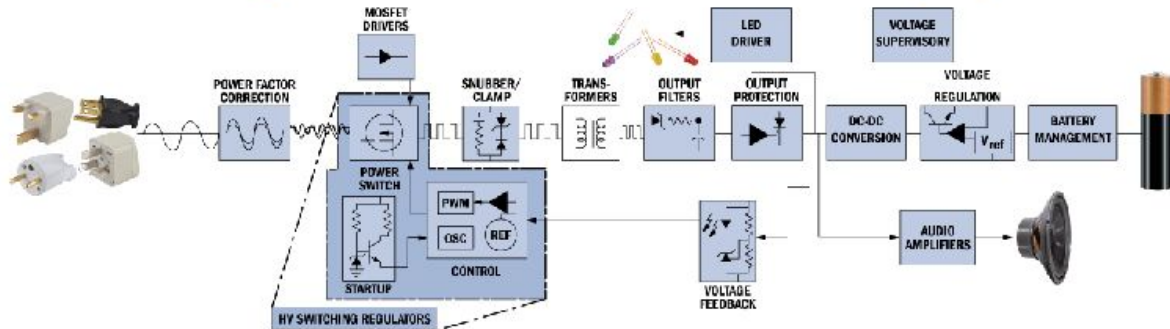 MOSFET
DRIVERS
LED
DRIVER
VOLTAGE
SUPERVISORY
POWER FACTOR
CORRECTION
SNUBBER/
CLAMP
TRANS-
FORMERS
OUTPUT
FILTERS
OUTPUT
PROTECTION
VOLTAGE
REGULATION
DC-DC
CONVERSION
Vref
BATTERY
MANAGEMENT
POWER
SWITCH
PWM
OSC
REF
CONTROL
STARTUP
VOLTAGE
FEEDBACK
AUDIO
AMPLIFIERS
HV SWITCHING REGULATORS